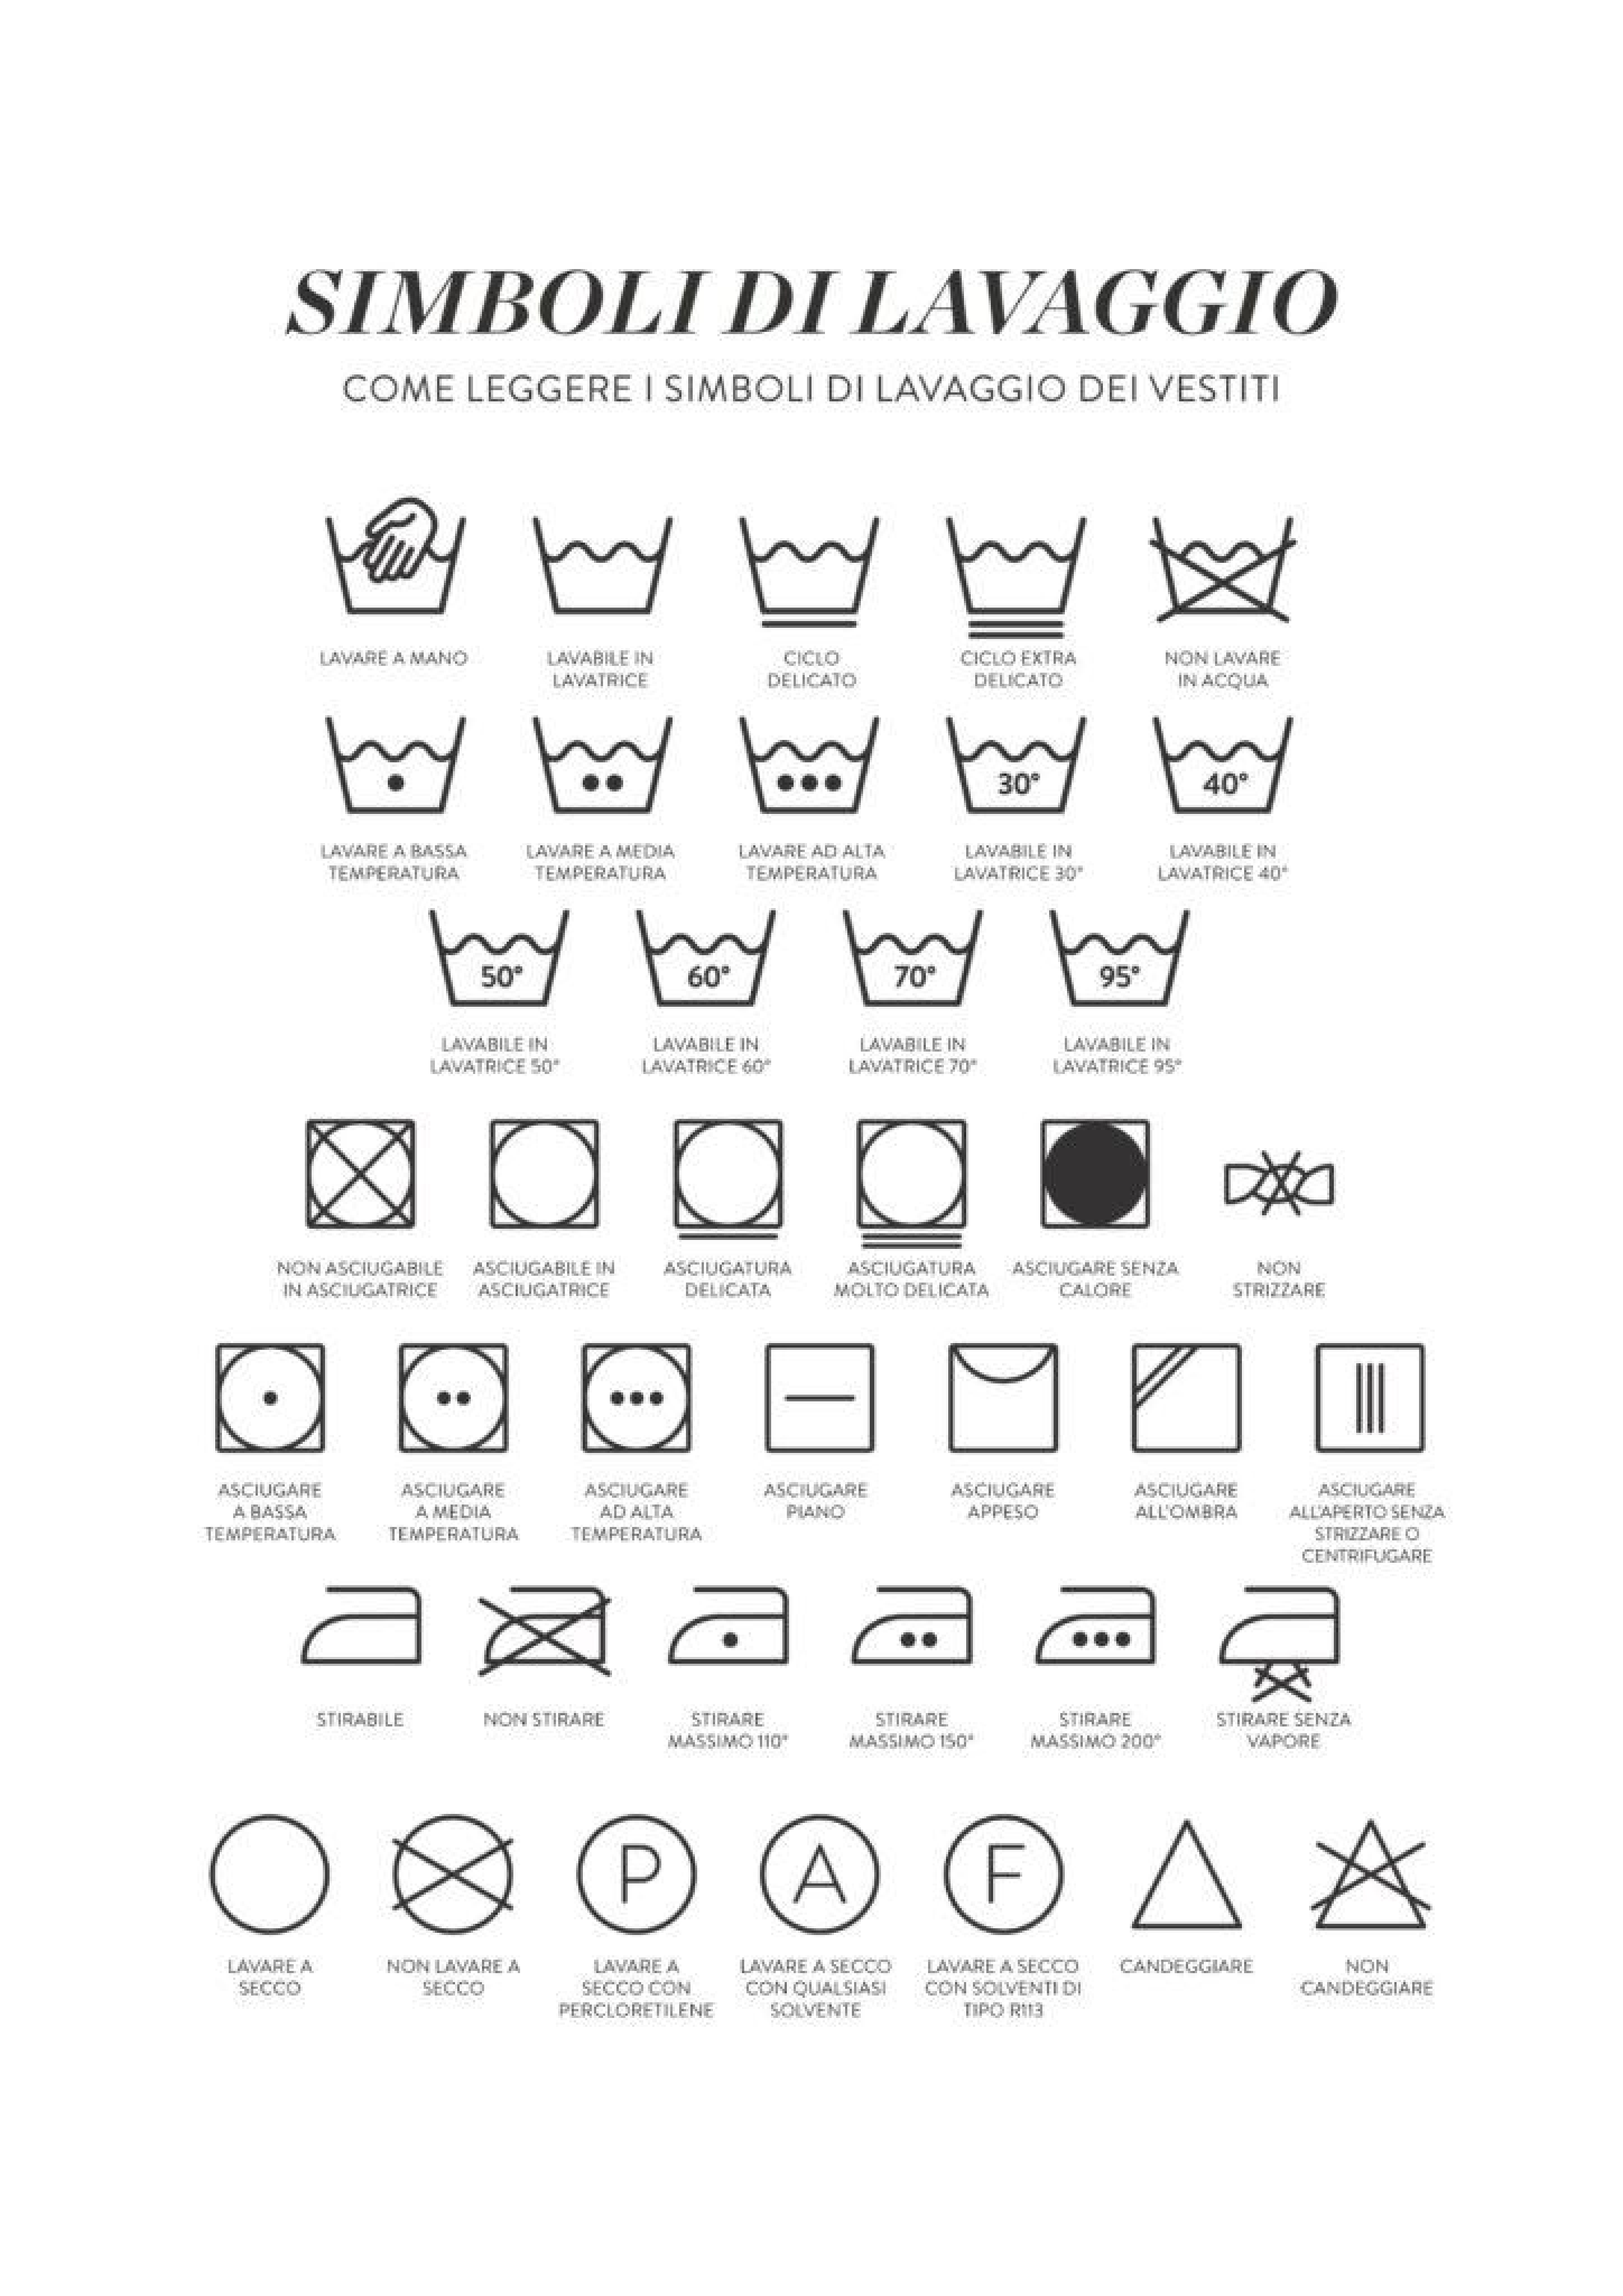 SIMBOLI DI LAVAGGIO
COME LEGGERE I SIMBOLI DI LAVAGGIO DEI VESTITI
LAVARE A MANO
LAVABILE IN
LAVATRICE
CICLO
DELICATO
CICLO EXTRA
DELICATO
NON LAVARE
IN ACQUA
30°
40°
LAVARE A BASSA
TEMPERATURA
LAVARE A MEDIA
TEMPERATURA
LAVARE AD ALTA
TEMPERATURA
LAVABILE IN
LAVATRICE 30°
LAVABILE IN
LAVATRICE 40°
50°
60°
70°
95°
LAVABILE IN
LAVATRICE 50°
LAVABILE IN
LAVATRICE 60°
LAVABILE IN
LAVATRICE 70°
LAVABILE IN
LAVATRICE 95°
NON ASCIUGABILE
IN ASCIUGATRICE
ASCIUGABILE IN
ASCIUGATRICE
ASCIUGATURA
DELICATA
ASCIUGATURA
MOLTO DELICATA
ASCIUGARE SENZA
CALORE
NON
STRIZZARE
ASCIUGARE
A BASSA
TEMPERATURA
ASCIUGARE
A MEDIA
TEMPERATURA
ASCIUGARE
AD ALTA
TEMPERATURA
ASCIUGARE
PIANO
ASCIUGARE
APPESO
ASCIUGARE
ALL'OMBRA
ASCIUGARE
ALL'APERTO SENZA
STRIZZARE O
CENTRIFUGARE
STIRABILE
NON STIRARE
STIRARE
MASSIMO 110°
STIRARE
MASSIMO 150°
STIRARE
MASSIMO 200°
STIRARE SENZA
VAPORE
P
A
F
LAVARE A
SECCO
NON LAVARE A
SECCO
LAVARE A
SECCO CON
PERCLORETILENE
LAVARE A SECCO
CON QUALSIASI
SOLVENTE
LAVARE A SECCO
CON SOLVENTI DI
TIPO R113
CANDEGGIARE
NON
CANDEGGIARE